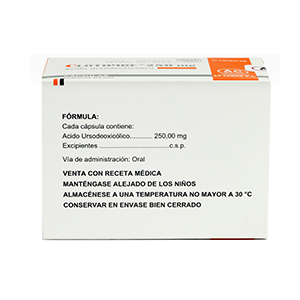 FÓRMULA:
Cada cápsula contiene:
Acido Ursodeoxicólico........... 250,00 mg
Excipientes ..............................c.s.p.
Vía de administración: Oral
VENTA CON RECETA MÉDICA
MANTÉNGASE ALEJADO DE LOS NIÑOS
ALMACÉNESE A UNA TEMPERATURA NO MAYOR A 30 °C
CONSERVAR EN ENVASE BIEN CERRADO